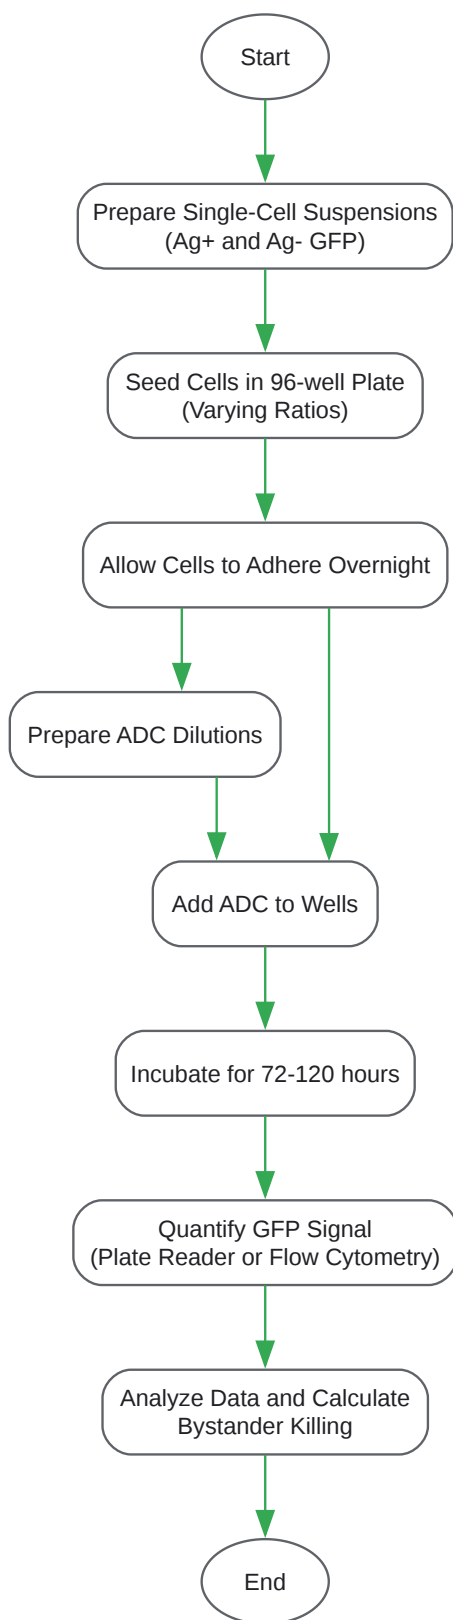 Start
Prepare Single-Cell Suspensions
(Ag+ and Ag- GFP)
Seed Cells in 96-well Plate
(Varying Ratios)
Allow Cells to Adhere Overnight
Prepare ADC Dilutions
Add ADC to Wells
Incubate for 72-120 hours
Quantify GFP Signal
(Plate Reader or Flow Cytometry)
Analyze Data and Calculate
Bystander Killing
End